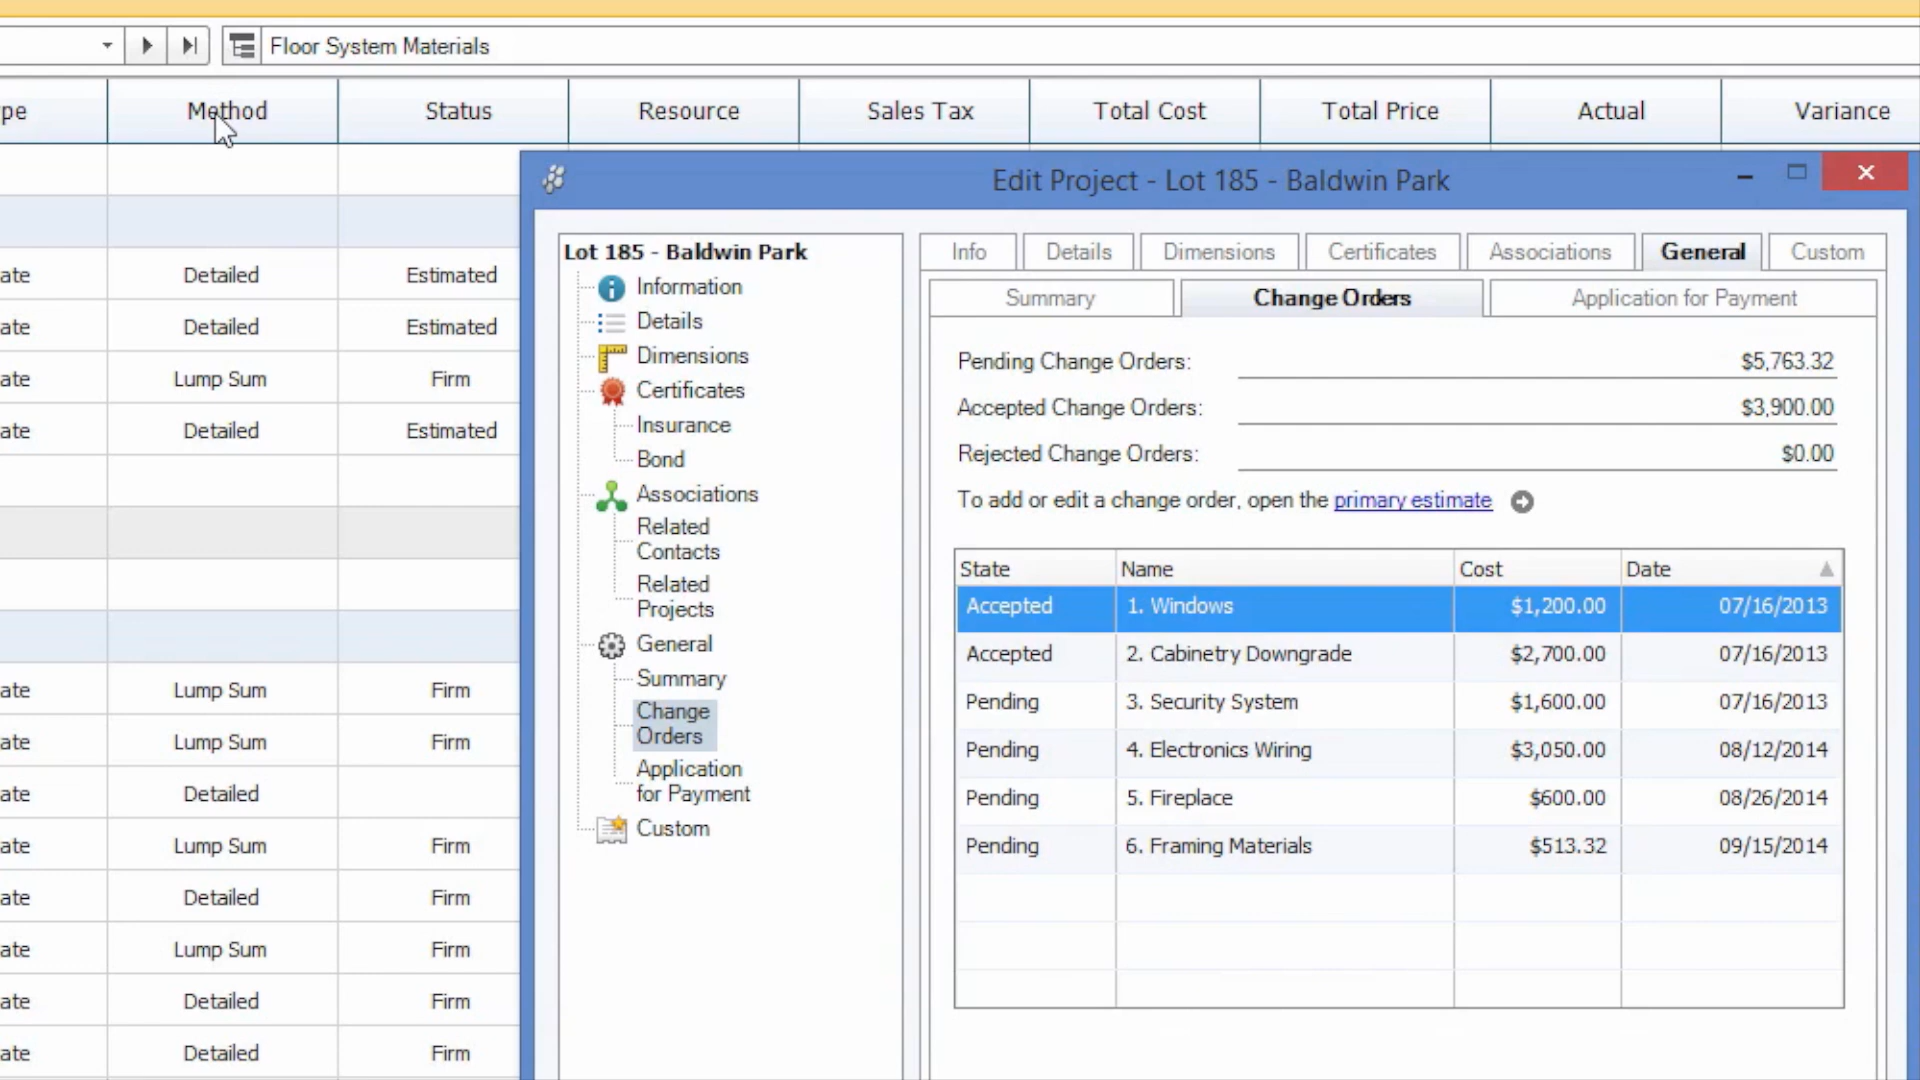 Floor System Materials
pe Method Status Resource Sales Tax Total Cost Total Price Actual Variance
ate Detailed Estimated
ate Detailed Estimated
ate Lump Sum Firm
ate Detailed Estimated
ate Lump Sum Firm
ate Lump Sum Firm
ate Detailed
ate Lump Sum Firm
ate Detailed Firm
ate Lump Sum Firm
ate Detailed Firm
ate Detailed Firm
Edit Project - Lot 185 - Baldwin Park
Lot 185 - Baldwin Park
Information
Details
Dimensions
Certificates
Insurance
Bond
Associations
Related
Contacts
Related
Projects
General
Summary
Change
Orders
Application
for Payment
Custom
Info Details Dimensions Certificates Associations General Custom
Summary Change Orders Application for Payment
Pending Change Orders: $5,763.32
Accepted Change Orders: $3,900.00
Rejected Change Orders: $0.00
To add or edit a change order, open the primary estimate
State Name Cost Date
Accepted 1. Windows $1,200.00 07/16/2013
Accepted 2. Cabinetry Downgrade $2,700.00 07/16/2013
Pending 3. Security System $1,600.00 07/16/2013
Pending 4. Electronics Wiring $3,050.00 08/12/2014
Pending 5. Fireplace $600.00 08/26/2014
Pending 6. Framing Materials $513.32 09/15/2014